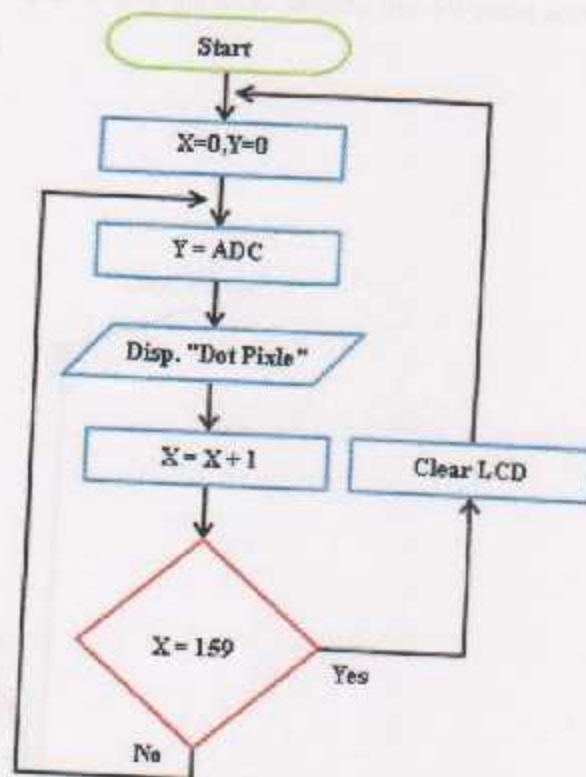 Start
X=0,Y=0
Y = ADC
Disp. "Dot Pixle"
X = X + 1
Clear LCD
X = 159
Yes
No